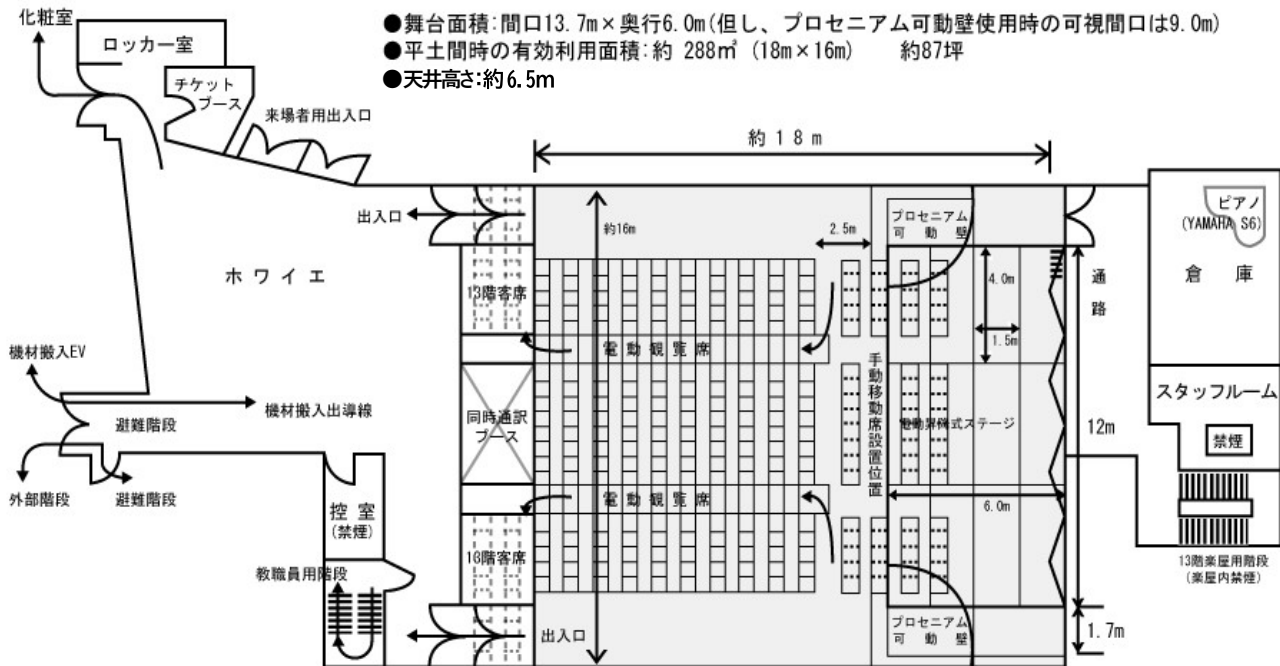 ●舞台面積:間口13.7m×奥行6.0m(但し、プロセニアム可動壁使用時の可視間口は9.0m)
●平土間時の有効利用面積:約 288㎡ (18m×16m)　約87坪
●天井高さ:約6.5m
化粧室
ロッカー室
チケット
ブース
来場者用出入口
約18m
出入口
約16m
2.5m
プロセニアム
可動壁
ピアノ
(YAMAHA S6)
倉庫
通路
ホワイエ
13階客席
4.0m
1.5m
電動観覧席
機材搬入EV
機材搬入出導線
避難階段
同時通訳
ブース
手動移動席設置位置
電動昇降式ステージ
12m
スタッフルーム
禁煙
外部階段
避難階段
控室
(禁煙)
電動観覧席
6.0m
13階客席
13階楽屋用階段
(楽屋内禁煙)
教職員用階段
出入口
プロセニアム
可動壁
1.7m